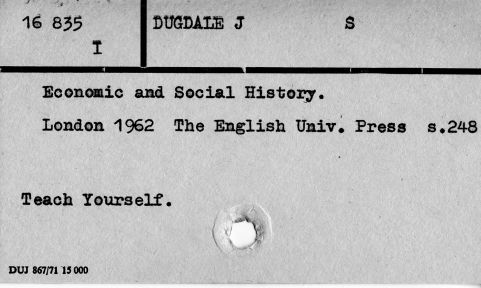 16 835 DUGDALE J S
I
Economic and Social History.
London 1962 The English Univ. Press s.248
Teach Yourself.
DUJ 867/71 15 000